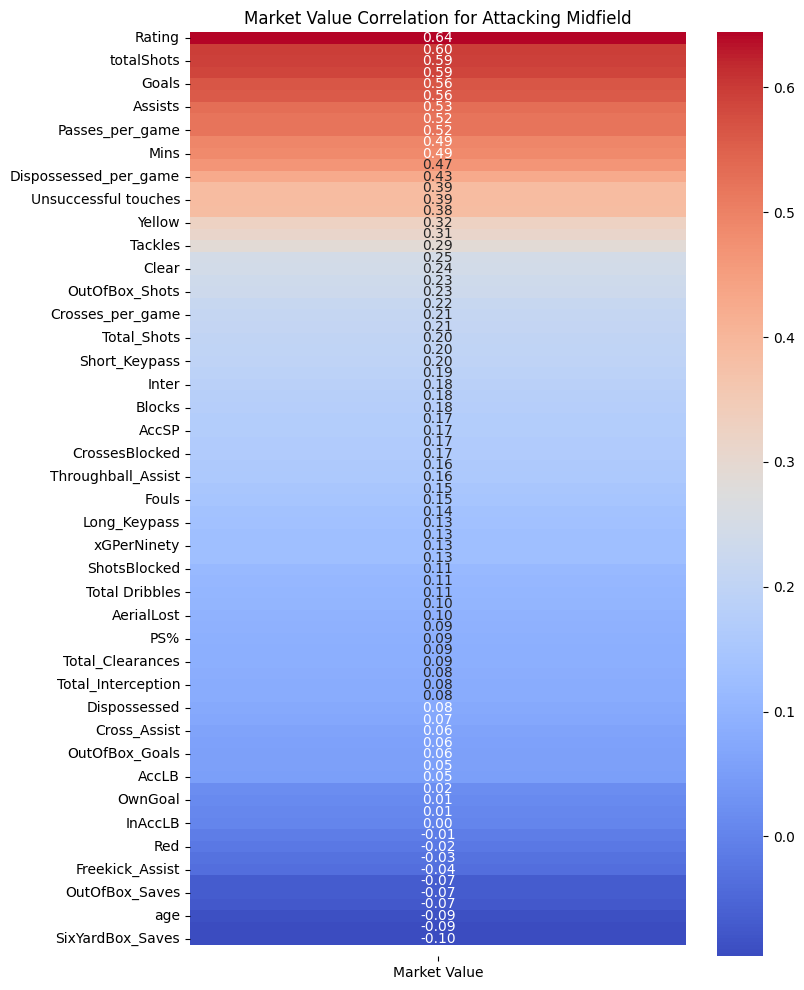 Market Value Correlation for Attacking Midfield
Rating 0.64
0.60
totalShots 0.59
0.59
Goals 0.56
0.56
Assists 0.53
0.52
Passes_per_game 0.52
0.49
Mins 0.49
0.47
Dispossessed_per_game 0.43
0.39
Unsuccessful touches 0.39
0.38
Yellow 0.32
0.31
Tackles 0.29
0.25
Clear 0.24
0.23
OutOfBox_Shots 0.23
0.22
Crosses_per_game 0.21
0.21
Total_Shots 0.20
0.20
Short_Keypass 0.20
0.19
Inter 0.18
0.18
Blocks 0.18
0.17
AccSP 0.17
0.17
CrossesBlocked 0.17
0.16
Throughball_Assist 0.16
0.15
Fouls 0.15
0.14
Long_Keypass 0.13
0.13
xGPerNinety 0.13
0.13
ShotsBlocked 0.11
0.11
Total Dribbles 0.11
0.10
AerialLost 0.10
0.09
PS% 0.09
0.09
Total_Clearances 0.09
0.08
Total_Interception 0.08
0.08
Dispossessed 0.08
0.07
Cross_Assist 0.06
0.06
OutOfBox_Goals 0.06
0.05
AccLB 0.05
0.02
OwnGoal 0.01
0.01
InAccLB 0.00
-0.01
Red -0.02
-0.03
Freekick_Assist -0.04
-0.07
OutOfBox_Saves -0.07
-0.07
age -0.09
-0.09
SixYardBox_Saves -0.10
Market Value
0.6
0.5
0.4
0.3
0.2
0.1
0.0